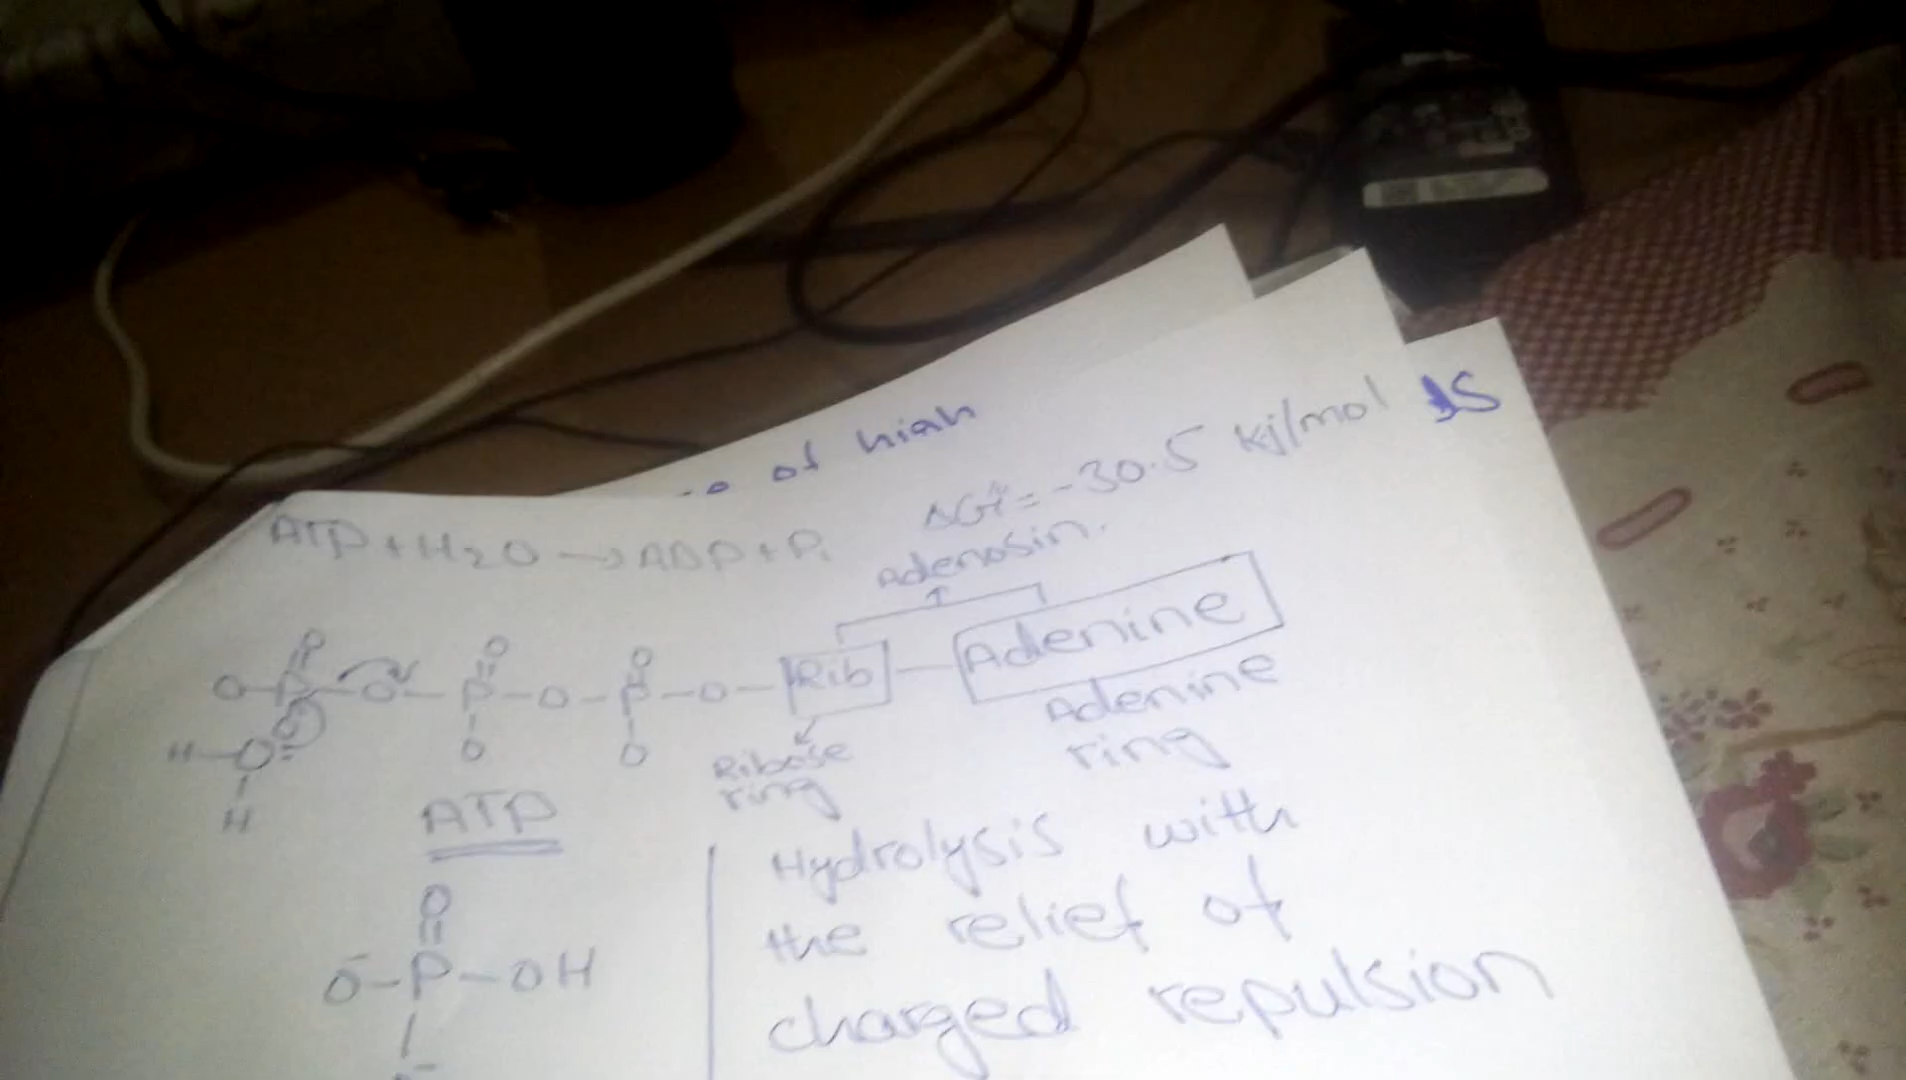 of high
ΔG°= -30.5 kj/mol
ATP + H2O → ADP + Pi
Adenosin.
O O O
O - P - O - P - O - P - O - Rib - Adenine
H - O O O
H
Ribose
ring
Adenine
ring
ATP
Hydrolysis with
the relief of
charged repulsion
O
O⁻ - P - OH